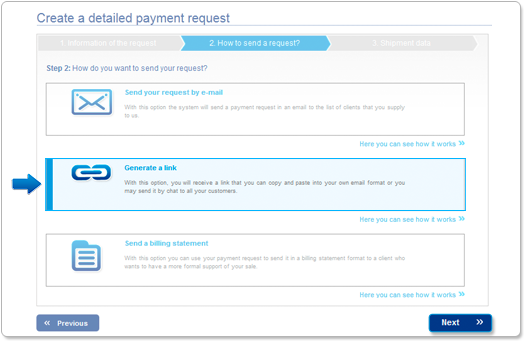 Create a detailed payment request
1. Information of the request
2. How to send a request?
3. Shipment data
Step 2: How do you want to send your request?
Send your request by e-mail
With this option the system will send a payment request in an email to the list of clients that you supply
to us.
Here you can see how it works »
Generate a link
With this option, you will receive a link that you can copy and paste into your own email format or you
may send it by chat to all your customers.
Here you can see how it works »
Send a billing statement
With this option you can use your payment request to send it in a billing statement format to a client who
wants to have a more formal support of your sale.
Here you can see how it works »
« Previous
Next »